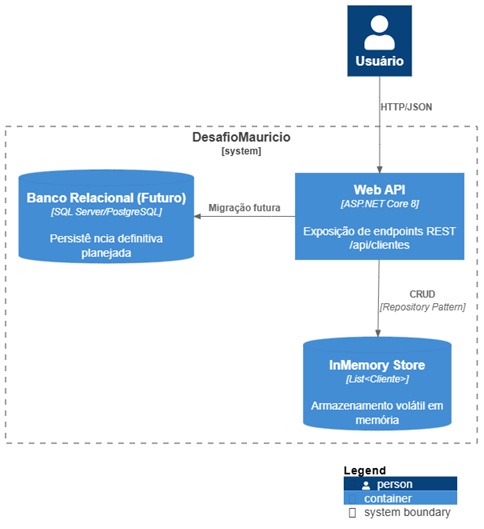 Usuário
HTTP/JSON
DesafioMauricio
[system]
Banco Relacional (Futuro)
[SQL Server/PostgreSQL]
Persistê ncia definitiva
planejada
Migração futura
Web API
[ASP.NET Core 8]
Exposição de endpoints REST
/api/clientes
CRUD
[Repository Pattern]
InMemory Store
[List<Cliente>]
Armazenamento volátil em
memória
Legend
person
container
system boundary